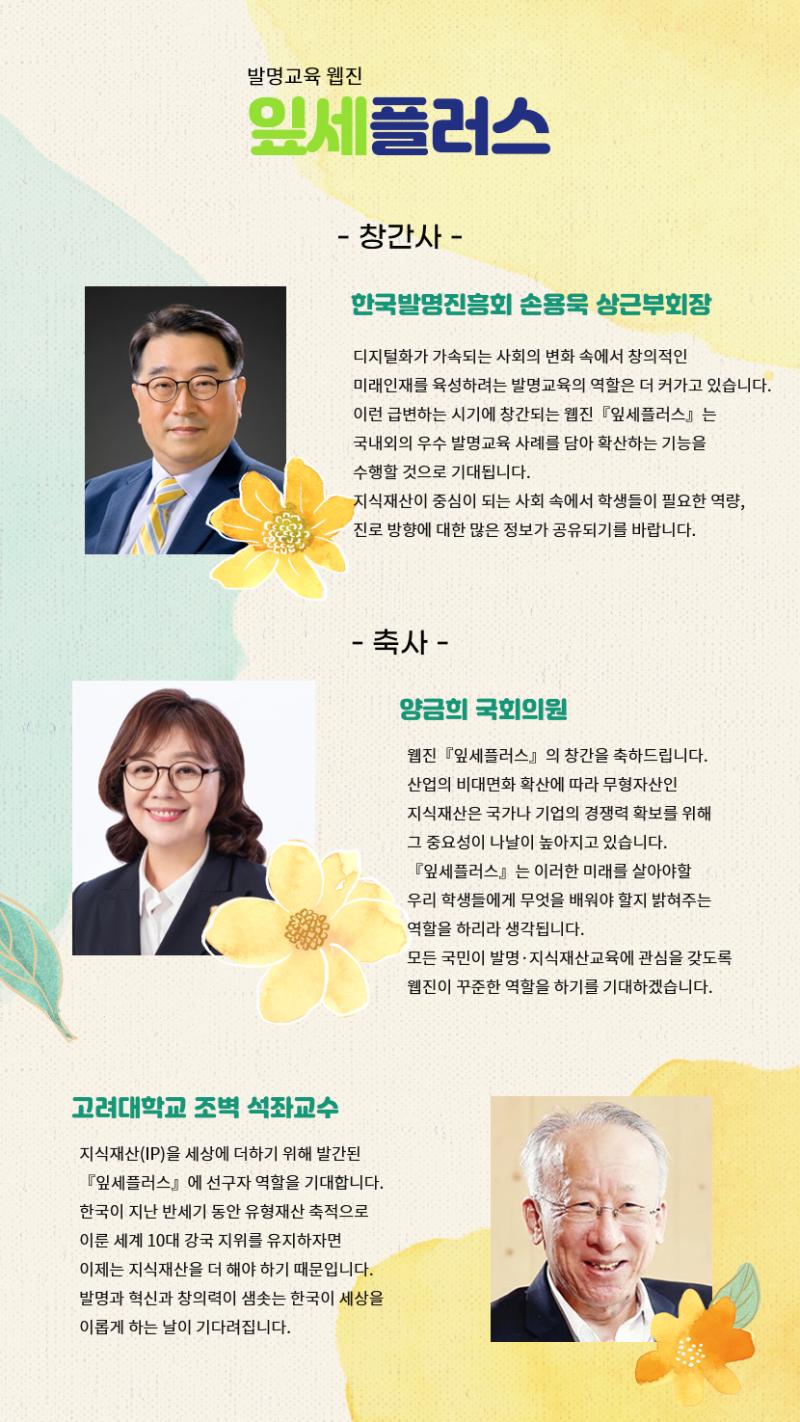 발명교육 웹진
잎세플러스
- 창간사 -
한국발명진흥회 손용욱 상근부회장
디지털화가 가속되는 사회의 변화 속에서 창의적인
미래인재를 육성하려는 발명교육의 역할은 더 커가고 있습니다.
이런 급변하는 시기에 창간되는 웹진『잎세플러스』는
국내외의 우수 발명교육 사례를 담아 확산하는 기능을
수행할 것으로 기대됩니다.
지식재산이 중심이 되는 사회 속에서 학생들이 필요한 역량,
진로 방향에 대한 많은 정보가 공유되기를 바랍니다.
- 축사 -
양금희 국회의원
웹진『잎세플러스』의 창간을 축하드립니다.
산업의 비대면화 확산에 따라 무형자산인
지식재산은 국가나 기업의 경쟁력 확보를 위해
그 중요성이 나날이 높아지고 있습니다.
『잎세플러스』는 이러한 미래를 살아야할
우리 학생들에게 무엇을 배워야 할지 밝혀주는
역할을 하리라 생각됩니다.
모든 국민이 발명·지식재산교육에 관심을 갖도록
웹진이 꾸준한 역할을 하기를 기대하겠습니다.
고려대학교 조벽 석좌교수
지식재산(IP)을 세상에 더하기 위해 발간된
『잎세플러스』에 선구자 역할을 기대합니다.
한국이 지난 반세기 동안 유형재산 축적으로
이룬 세계 10대 강국 지위를 유지하자면
이제는 지식재산을 더 해야 하기 때문입니다.
발명과 혁신과 창의력이 샘솟는 한국이 세상을
이롭게 하는 날이 기다려집니다.